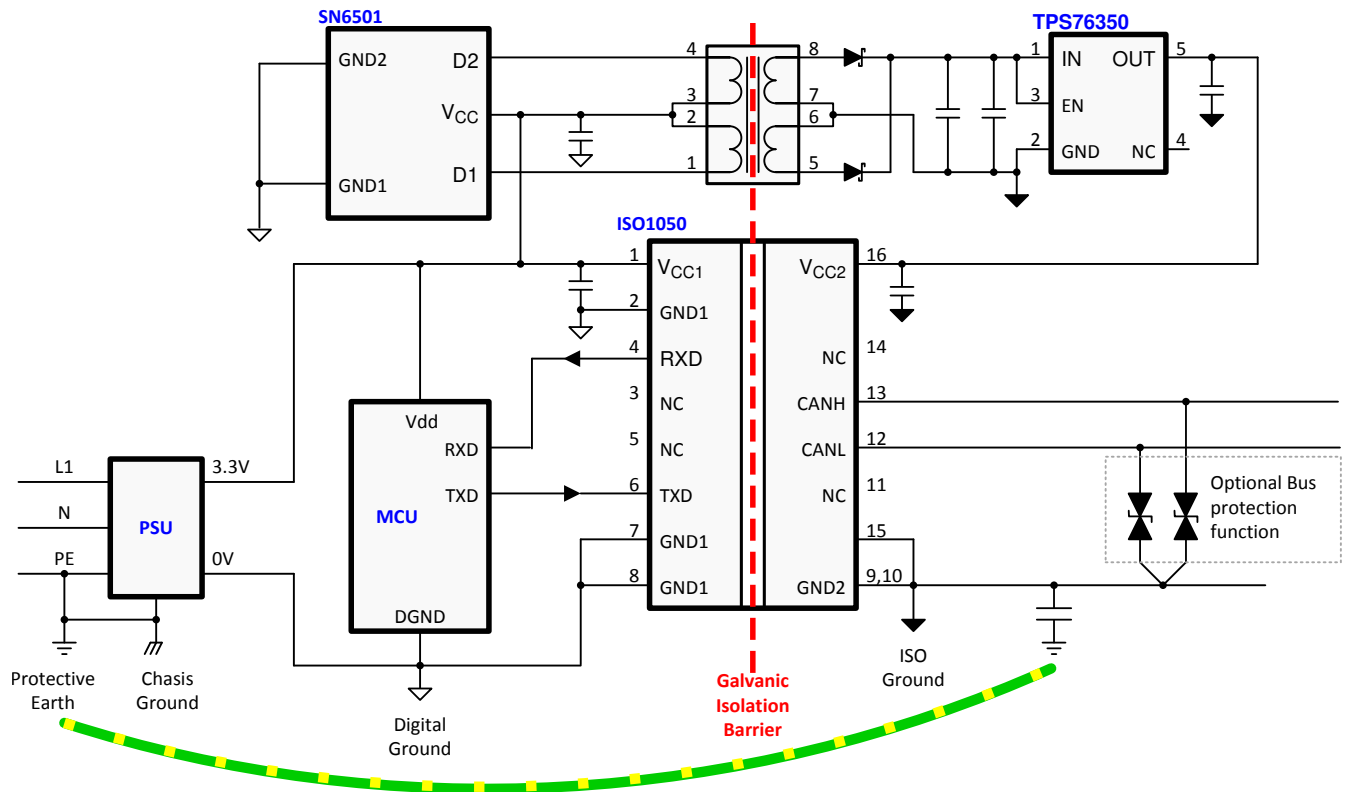 SN6501
GND2
D2
VCC
GND1
D1
4
3
2
1
8
7
6
5
TPS76350
1
IN
OUT
5
3
EN
2
GND
NC
4
ISO1050
1
VCC1
2
GND1
4
RXD
3
NC
5
NC
6
TXD
7
GND1
8
GND1
VCC2
16
NC
14
CANH
13
CANL
12
NC
11
15
GND2
9,10
Vdd
RXD
TXD
MCU
DGND
L1
N
PE
PSU
3.3V
0V
Optional Bus
protection
function
Protective
Earth
Chasis
Ground
Digital
Ground
Galvanic
Isolation
Barrier
ISO
Ground